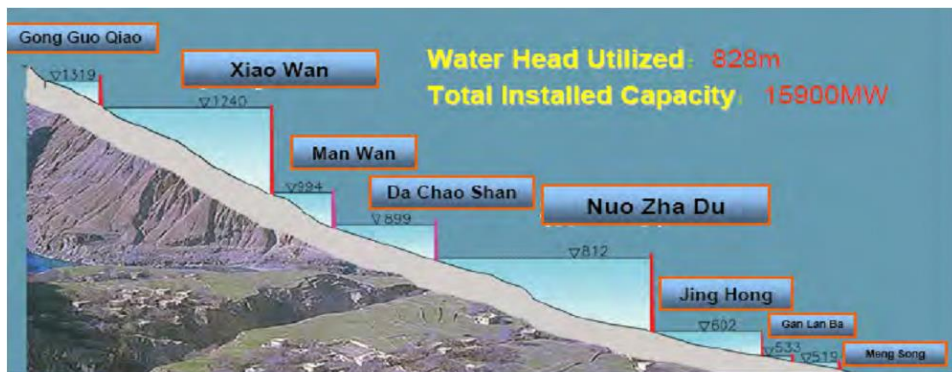 Gong Guo Qiao
Xiao Wan
Water Head Utilized: 828m
Total Installed Capacity: 15900MW
▽1319
▽1240
Man Wan
▽994
Da Chao Shan
▽899
Nuo Zha Du
▽812
Jing Hong
▽602
Gan Lan Ba
▽533
▽519
Meng Song